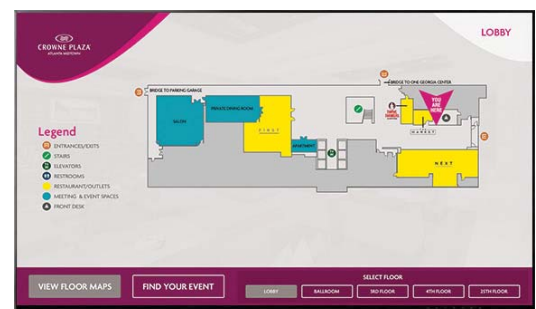 LOBBY
CROWNE PLAZA
ATLANTA MIDTOWN
BRIDGE TO PARKING GARAGE
BRIDGE TO ONE GEORGIA CENTER
PRIVATE DINING ROOM
SALON
FIRST
APARTMENT
YOU
ARE
HERE
MARKET
NEXT
Legend
ENTRANCES/EXITS
STAIRS
ELEVATORS
RESTROOMS
RESTAURANT/OUTLETS
MEETING & EVENT SPACES
FRONT DESK
VIEW FLOOR MAPS
FIND YOUR EVENT
SELECT FLOOR
LOBBY
BALLROOM
3RD FLOOR
4TH FLOOR
20TH FLOOR